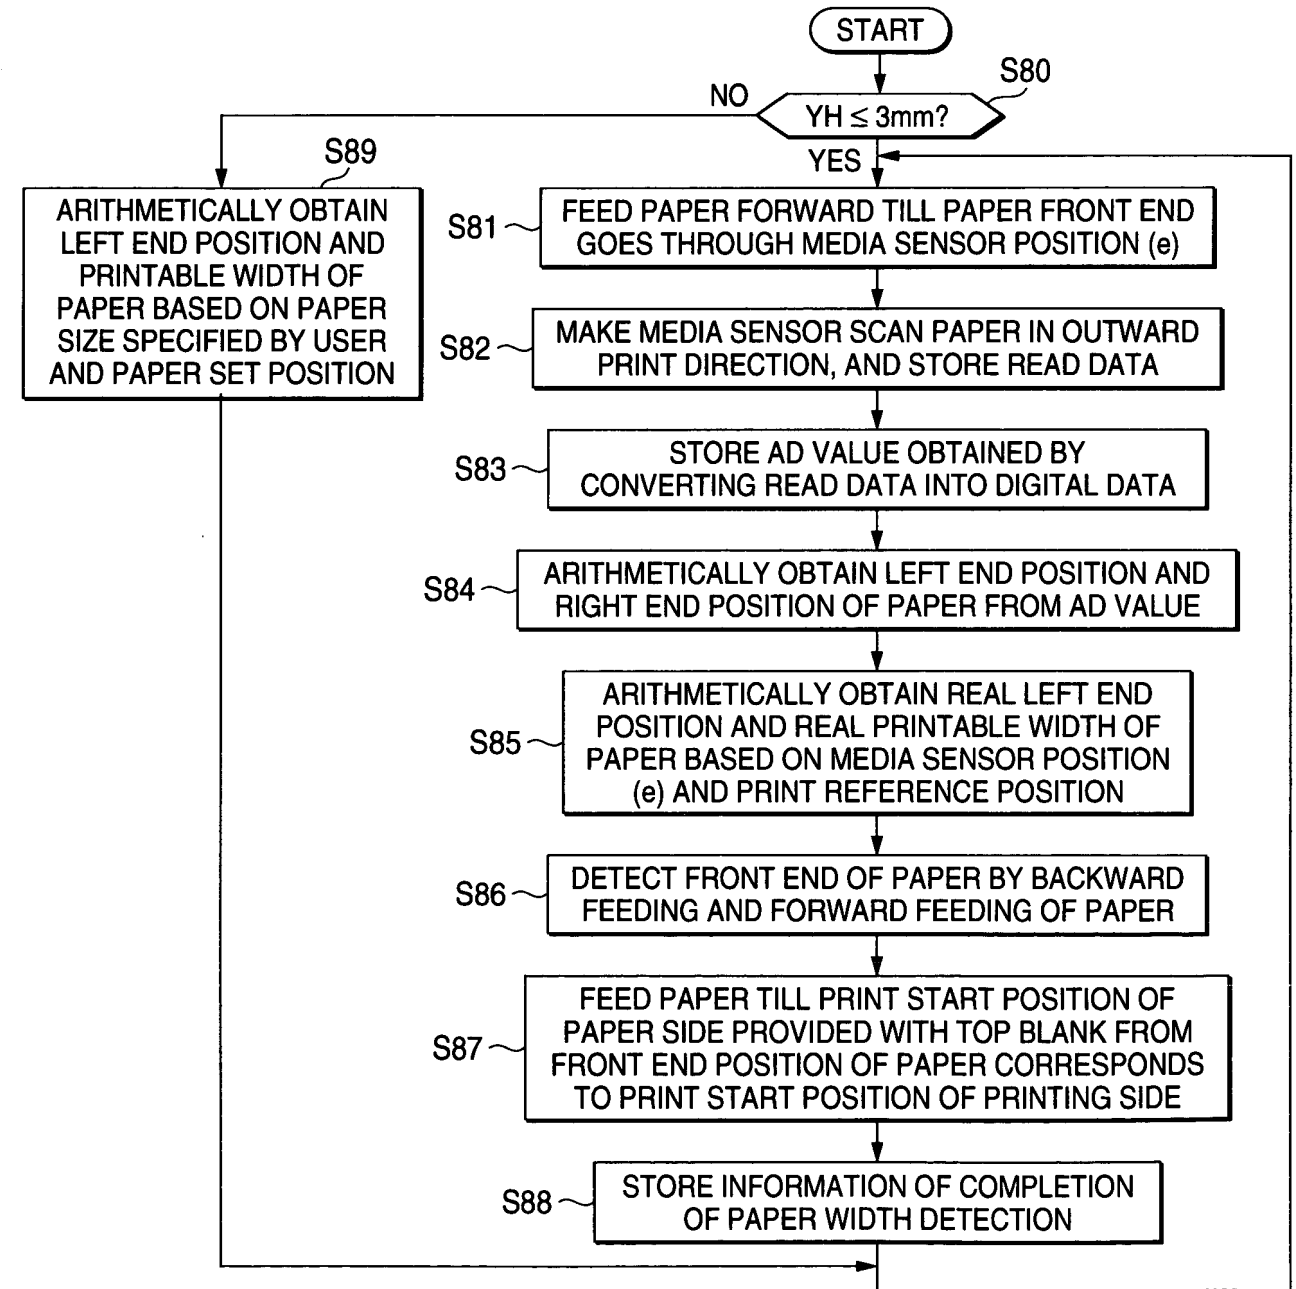 START
S80
NO
YH ≤ 3mm?
YES
S89
ARITHMETICALLY OBTAIN
LEFT END POSITION AND
PRINTABLE WIDTH OF
PAPER BASED ON PAPER
SIZE SPECIFIED BY USER
AND PAPER SET POSITION
S81
FEED PAPER FORWARD TILL PAPER FRONT END
GOES THROUGH MEDIA SENSOR POSITION (e)
S82
MAKE MEDIA SENSOR SCAN PAPER IN OUTWARD
PRINT DIRECTION, AND STORE READ DATA
S83
STORE AD VALUE OBTAINED BY
CONVERTING READ DATA INTO DIGITAL DATA
S84
ARITHMETICALLY OBTAIN LEFT END POSITION AND
RIGHT END POSITION OF PAPER FROM AD VALUE
S85
ARITHMETICALLY OBTAIN REAL LEFT END
POSITION AND REAL PRINTABLE WIDTH OF
PAPER BASED ON MEDIA SENSOR POSITION
(e) AND PRINT REFERENCE POSITION
S86
DETECT FRONT END OF PAPER BY BACKWARD
FEEDING AND FORWARD FEEDING OF PAPER
S87
FEED PAPER TILL PRINT START POSITION OF
PAPER SIDE PROVIDED WITH TOP BLANK FROM
FRONT END POSITION OF PAPER CORRESPONDS
TO PRINT START POSITION OF PRINTING SIDE
S88
STORE INFORMATION OF COMPLETION
OF PAPER WIDTH DETECTION